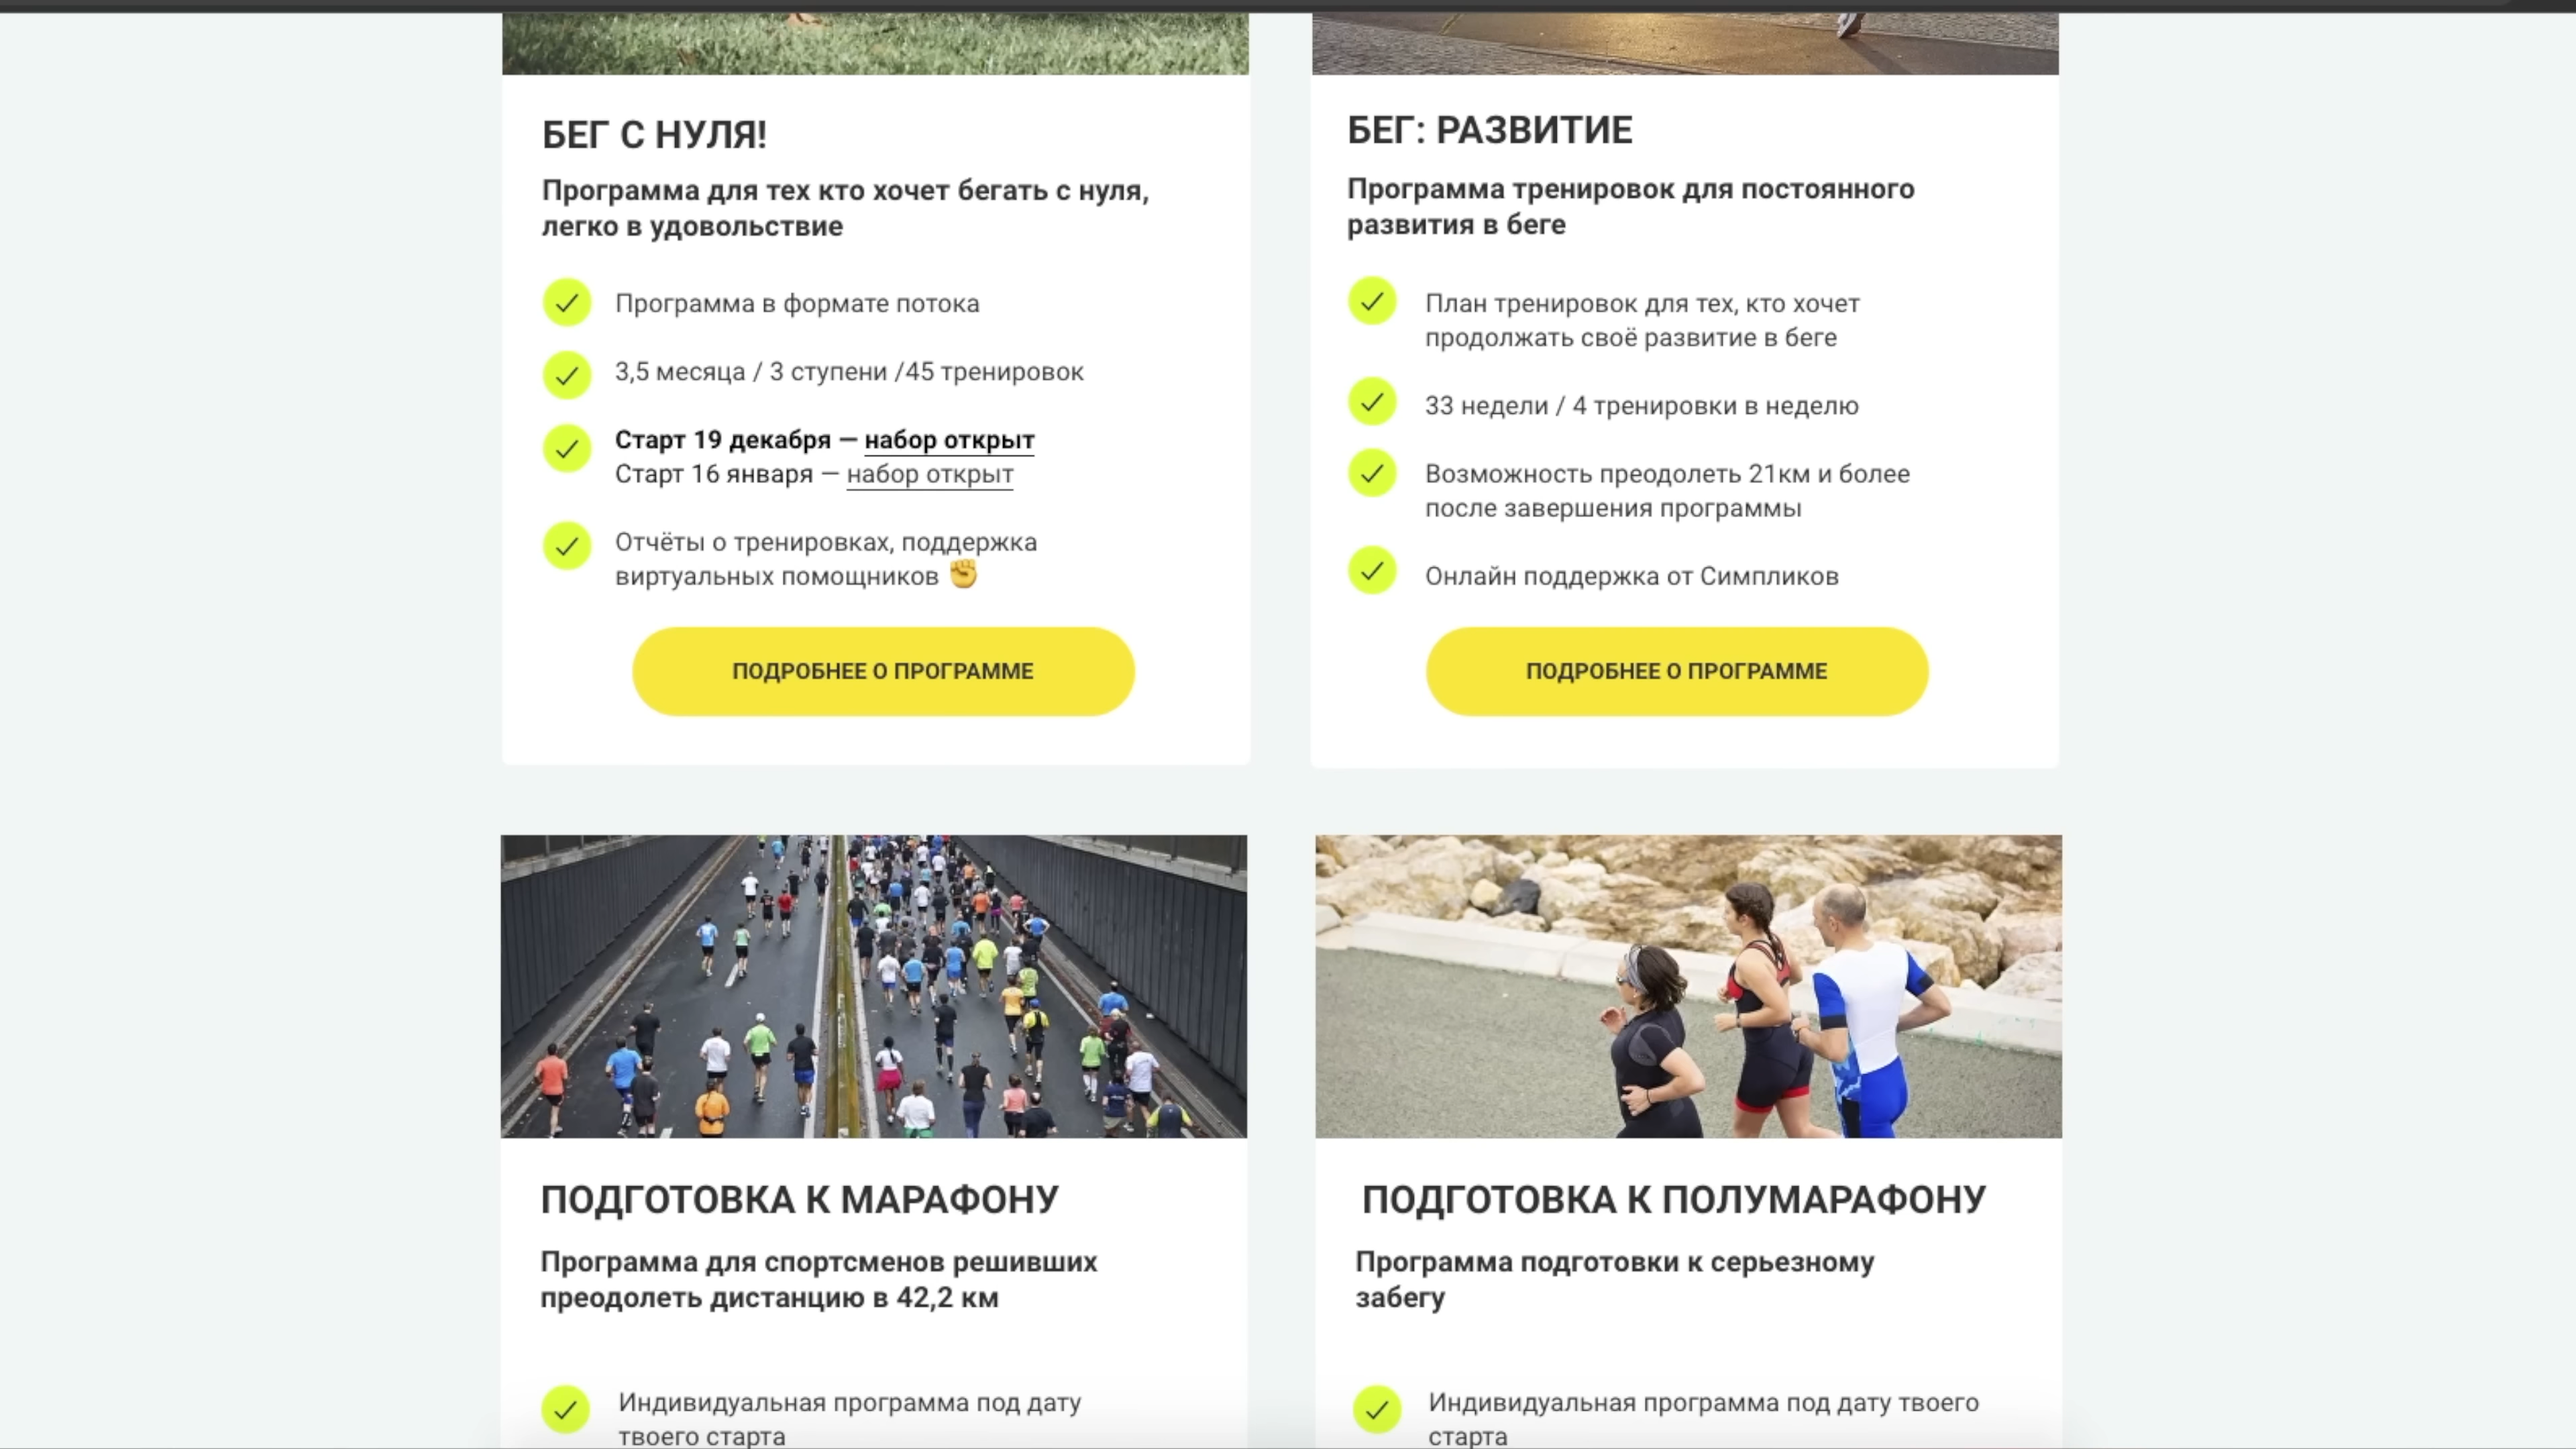 БЕГ С НУЛЯ!
Программа для тех кто хочет бегать с нуля,
легко в удовольствие
Программа в формате потока
3,5 месяца / 3 ступени /45 тренировок
Старт 19 декабря — набор открыт
Старт 16 января — набор открыт
Отчёты о тренировках, поддержка
виртуальных помощников ✊
ПОДРОБНЕЕ О ПРОГРАММЕ
БЕГ: РАЗВИТИЕ
Программа тренировок для постоянного
развития в беге
План тренировок для тех, кто хочет
продолжать своё развитие в беге
33 недели / 4 тренировки в неделю
Возможность преодолеть 21км и более
после завершения программы
Онлайн поддержка от Симпликов
ПОДРОБНЕЕ О ПРОГРАММЕ
ПОДГОТОВКА К МАРАФОНУ
Программа для спортсменов решивших
преодолеть дистанцию в 42,2 км
Индивидуальная программа под дату
твоего старта
ПОДГОТОВКА К ПОЛУМАРАФОНУ
Программа подготовки к серьезному
забегу
Индивидуальная программа под дату твоего
старта